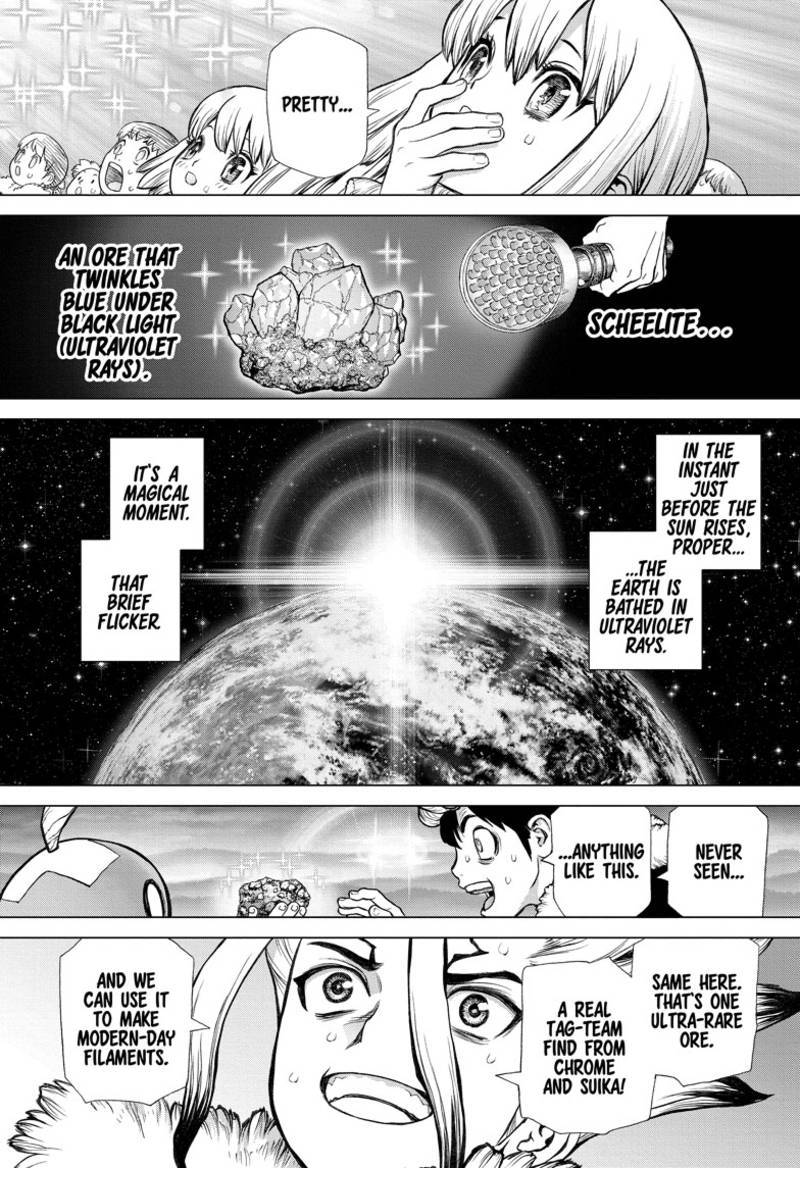 PRETTY...
SCHEELITE...
AN ORE THAT
TWINKLES
BLUE UNDER
BLACK LIGHT
(ULTRAVIOLET
RAYS).
IN THE
INSTANT
JUST
BEFORE THE
SUN RISES,
PROPER...
...THE
EARTH IS
BATHED IN
ULTRAVIOLET
RAYS.
IT'S A
MAGICAL
MOMENT.
THAT
BRIEF
FLICKER.
NEVER
SEEN...
...ANYTHING
LIKE THIS.
SAME HERE.
THAT'S ONE
ULTRA-RARE
ORE.
A REAL
TAG-TEAM
FIND FROM
CHROME
AND SUIKA!
AND WE
CAN USE IT
TO MAKE
MODERN-DAY
FILAMENTS.